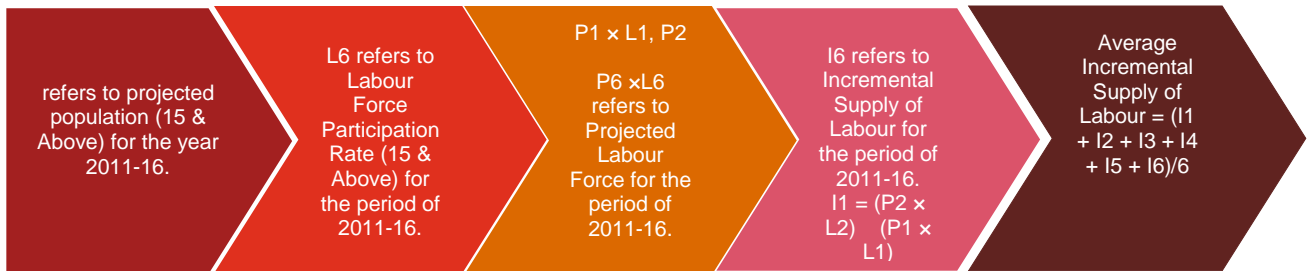 refers to projected
population (15 &
Above) for the year
2011-16.
L6 refers to
Labour
Force
Participation
Rate (15 &
Above) for
the period of
2011-16.
P1 × L1, P2
P6 ×L6
refers to
Projected
Labour
Force for the
period of
2011-16.
I6 refers to
Incremental
Supply of
Labour for
the period of
2011-16.
I1 = (P2 ×
L2) (P1 ×
L1)
Average
Incremental
Supply of
Labour = (I1
+ I2 + I3 + I4
+ I5 + I6)/6